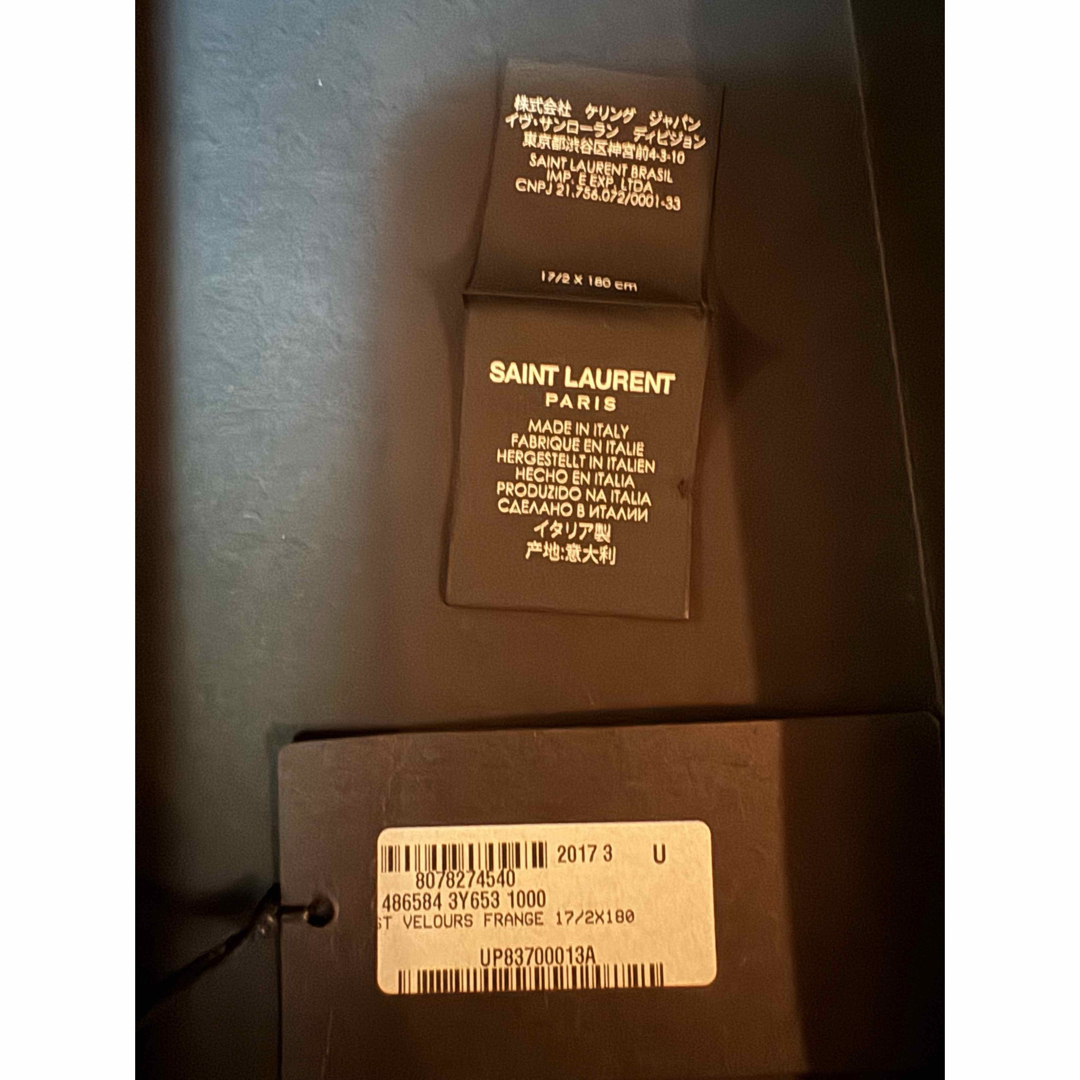 株式会社 ケリング ジャパン
イヴ・サンローラン ディビジョン
東京都渋谷区神宮前4-3-10
SAINT LAURENT BRASIL
IMP. E EXP. LTDA
CNPJ 21.756.072/0001-33
17/2 X 180 cm
SAINT LAURENT
PARIS
MADE IN ITALY
FABRIQUE EN ITALIE
HERGESTELLT IN ITALIEN
HECHO EN ITALIA
PRODUZIDO NA ITALIA
СДЕЛАНО В ИТАЛИИ
イタリア製
产地:意大利
2017 3 U
8078274540
486584 3Y653 1000
ST VELOURS FRANGE 17/2X180
UP83700013A